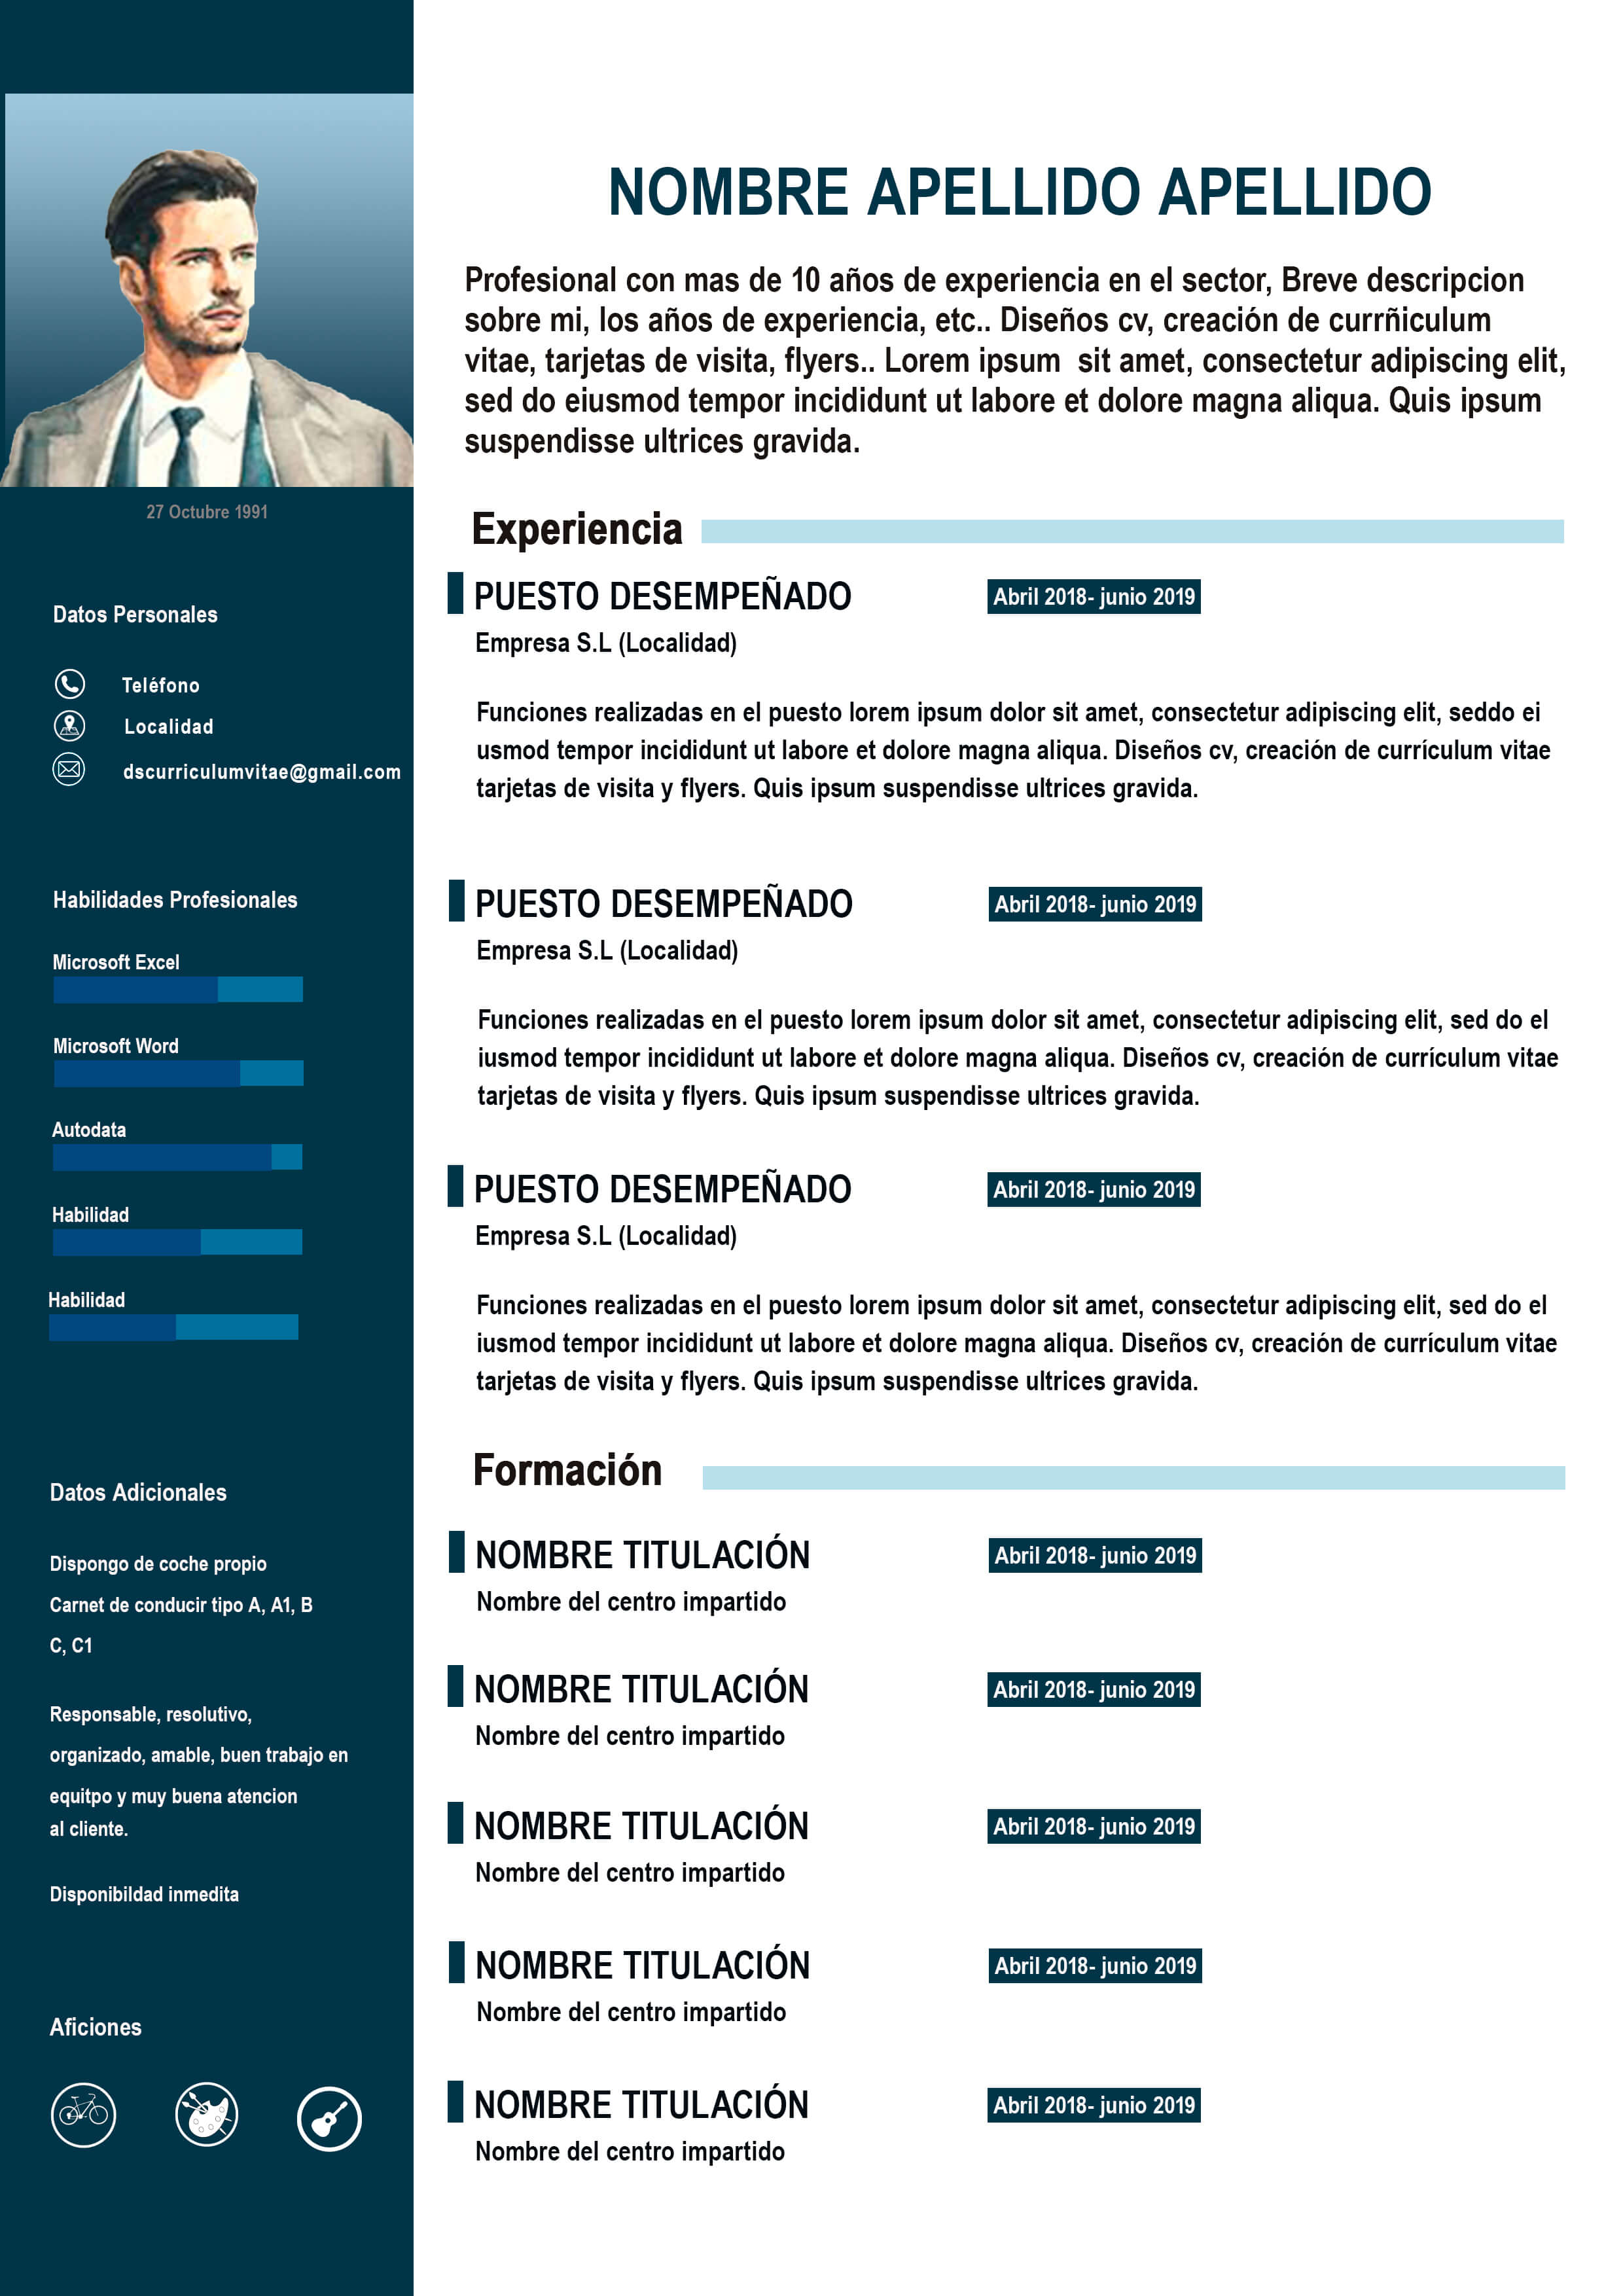 27 Octubre 1991
Datos Personales
Teléfono
Localidad
dscurriculumvitae@gmail.com
Habilidades Profesionales
Microsoft Excel
Microsoft Word
Autodata
Habilidad
Habilidad
Datos Adicionales
Dispongo de coche propio
Carnet de conducir tipo A, A1, B
C, C1
Responsable, resolutivo,
organizado, amable, buen trabajo en
equitpo y muy buena atencion
al cliente.
Disponibildad inmedita
Aficiones
NOMBRE APELLIDO APELLIDO
Profesional con mas de 10 años de experiencia en el sector, Breve descripcion
sobre mi, los años de experiencia, etc.. Diseños cv, creación de currñiculum
vitae, tarjetas de visita, flyers.. Lorem ipsum  sit amet, consectetur adipiscing elit,
sed do eiusmod tempor incididunt ut labore et dolore magna aliqua. Quis ipsum
suspendisse ultrices gravida.
Experiencia
PUESTO DESEMPEÑADO Abril 2018- junio 2019
Empresa S.L (Localidad)
Funciones realizadas en el puesto lorem ipsum dolor sit amet, consectetur adipiscing elit, seddo ei
usmod tempor incididunt ut labore et dolore magna aliqua. Diseños cv, creación de currículum vitae
tarjetas de visita y flyers. Quis ipsum suspendisse ultrices gravida.
PUESTO DESEMPEÑADO Abril 2018- junio 2019
Empresa S.L (Localidad)
Funciones realizadas en el puesto lorem ipsum dolor sit amet, consectetur adipiscing elit, sed do el
iusmod tempor incididunt ut labore et dolore magna aliqua. Diseños cv, creación de currículum vitae
tarjetas de visita y flyers. Quis ipsum suspendisse ultrices gravida.
PUESTO DESEMPEÑADO Abril 2018- junio 2019
Empresa S.L (Localidad)
Funciones realizadas en el puesto lorem ipsum dolor sit amet, consectetur adipiscing elit, sed do el
iusmod tempor incididunt ut labore et dolore magna aliqua. Diseños cv, creación de currículum vitae
tarjetas de visita y flyers. Quis ipsum suspendisse ultrices gravida.
Formación
NOMBRE TITULACIÓN Abril 2018- junio 2019
Nombre del centro impartido
NOMBRE TITULACIÓN Abril 2018- junio 2019
Nombre del centro impartido
NOMBRE TITULACIÓN Abril 2018- junio 2019
Nombre del centro impartido
NOMBRE TITULACIÓN Abril 2018- junio 2019
Nombre del centro impartido
NOMBRE TITULACIÓN Abril 2018- junio 2019
Nombre del centro impartido